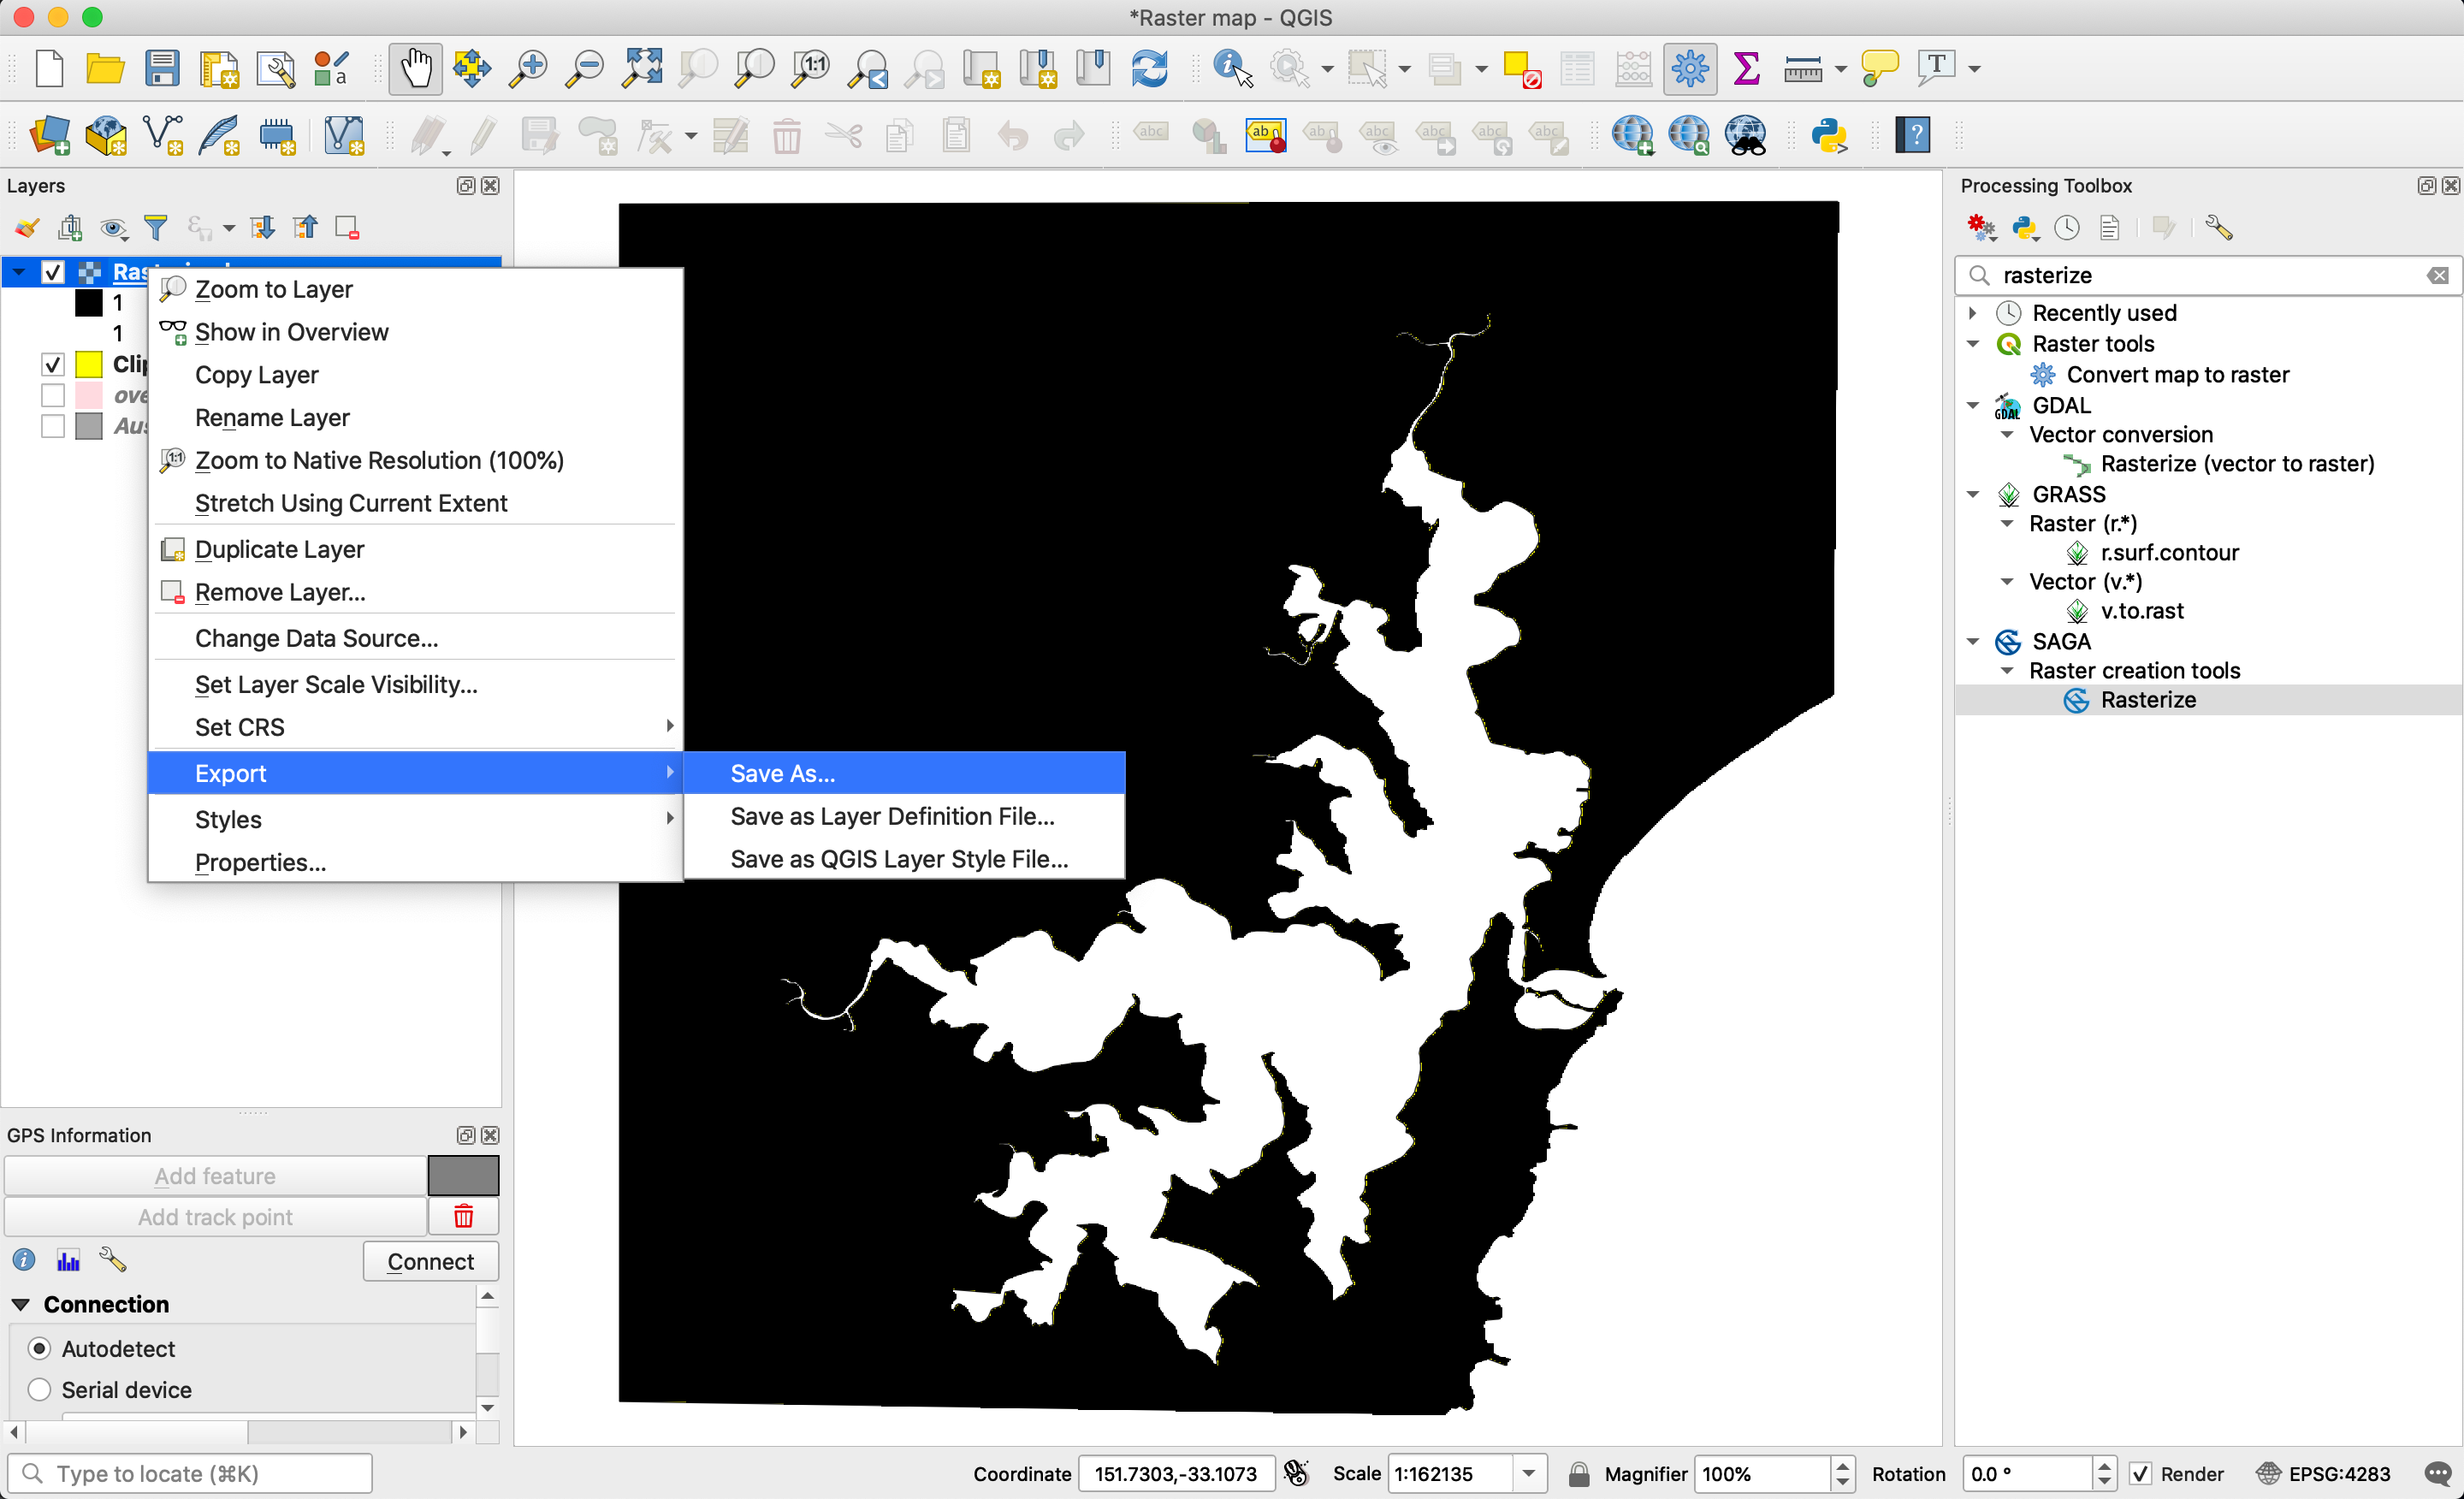 *Raster map - QGIS
Layers
1
1
Zoom to Layer
Show in Overview
Copy Layer
Rename Layer
Zoom to Native Resolution (100%)
Stretch Using Current Extent
Duplicate Layer
Remove Layer...
Change Data Source...
Set Layer Scale Visibility...
Set CRS
Export
Styles
Properties...
Save As...
Save as Layer Definition File...
Save as QGIS Layer Style File...
GPS Information
Add feature
Add track point
Connect
Connection
Autodetect
Serial device
Processing Toolbox
rasterize
Recently used
Raster tools
Convert map to raster
GDAL
Vector conversion
Rasterize (vector to raster)
GRASS
Raster (r.*)
r.surf.contour
Vector (v.*)
v.to.rast
SAGA
Raster creation tools
Rasterize
Type to locate (⌘K)
Coordinate 151.7303,-33.1073
Scale 1:162135
Magnifier 100%
Rotation 0.0 °
Render
EPSG:4283